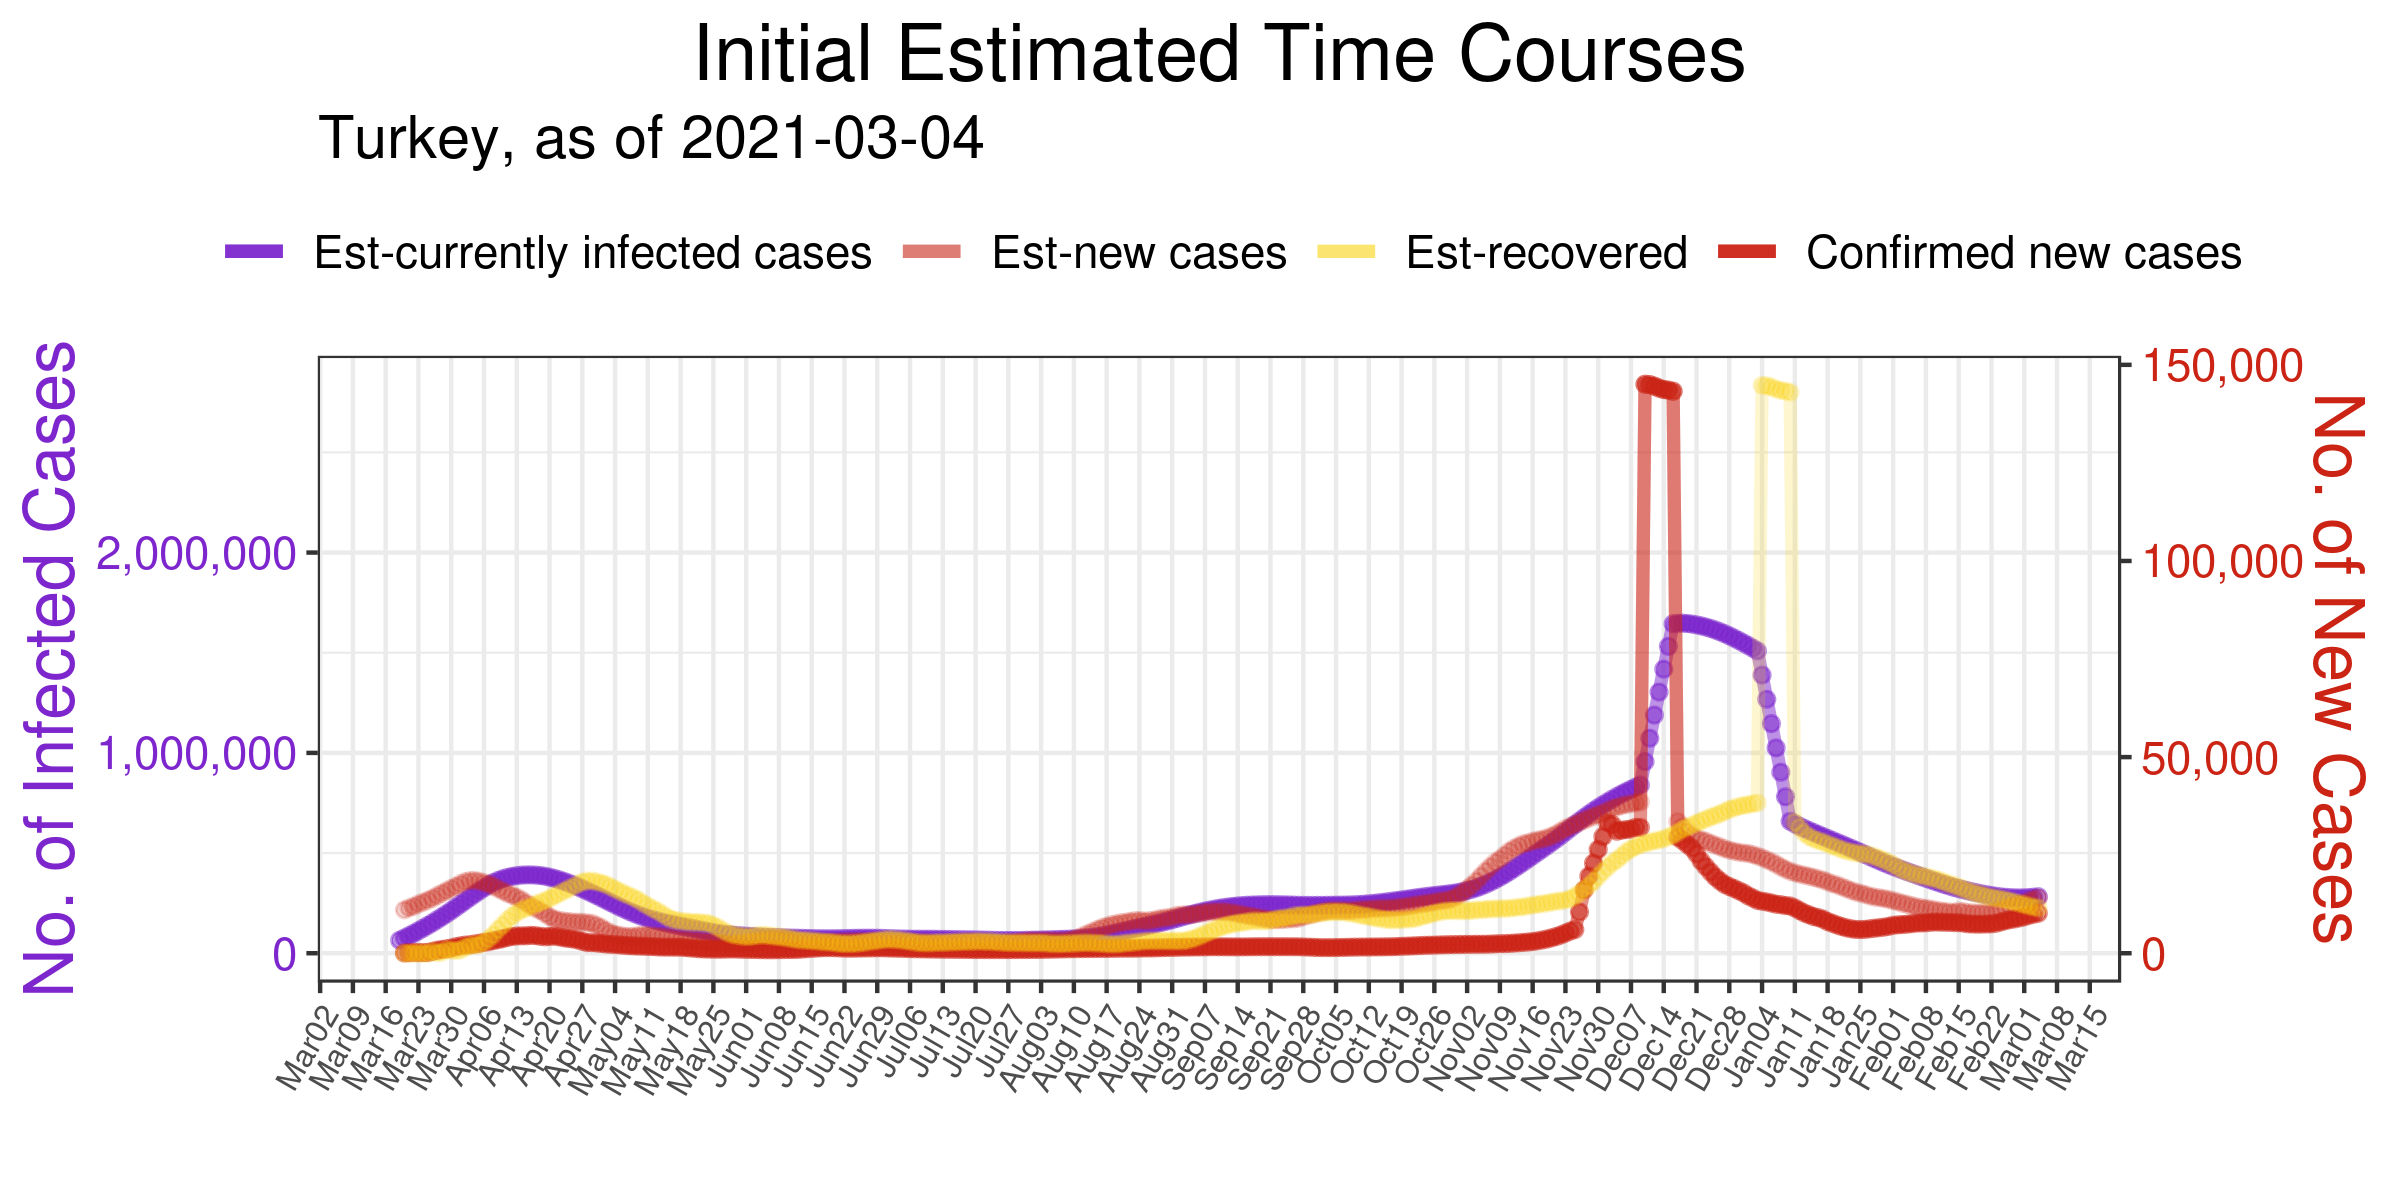 Initial Estimated Time Courses
Turkey, as of 2021-03-04
Est-currently infected cases Est-new cases Est-recovered Confirmed new cases
No. of Infected Cases
2,000,000
1,000,000
0
150,000
100,000
50,000
0
No. of New Cases
Mar02 Mar09 Mar16 Mar23 Mar30 Apr06 Apr13 Apr20 Apr27 May04 May11 May18 May25 Jun01 Jun08 Jun15 Jun22 Jun29 Jul06 Jul13 Jul20 Jul27 Aug03 Aug10 Aug17 Aug24 Aug31 Sep07 Sep14 Sep21 Sep28 Oct05 Oct12 Oct19 Oct26 Nov02 Nov09 Nov16 Nov23 Nov30 Dec07 Dec14 Dec21 Dec28 Jan04 Jan11 Jan18 Jan25 Feb01 Feb08 Feb15 Feb22 Mar01 Mar08 Mar15